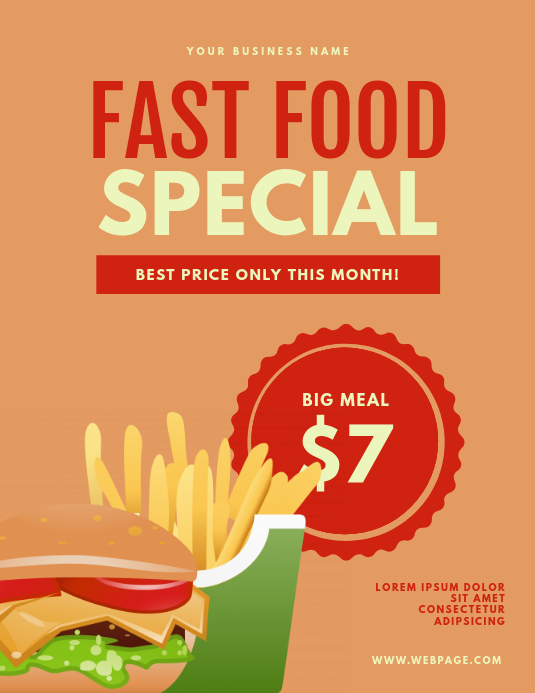 YOUR BUSINESS NAME
FAST FOOD
SPECIAL
BEST PRICE ONLY THIS MONTH!
BIG MEAL
$7
LOREM IPSUM DOLOR
SIT AMET
CONSECTETUR
ADIPSICING
WWW.WEBPAGE.COM